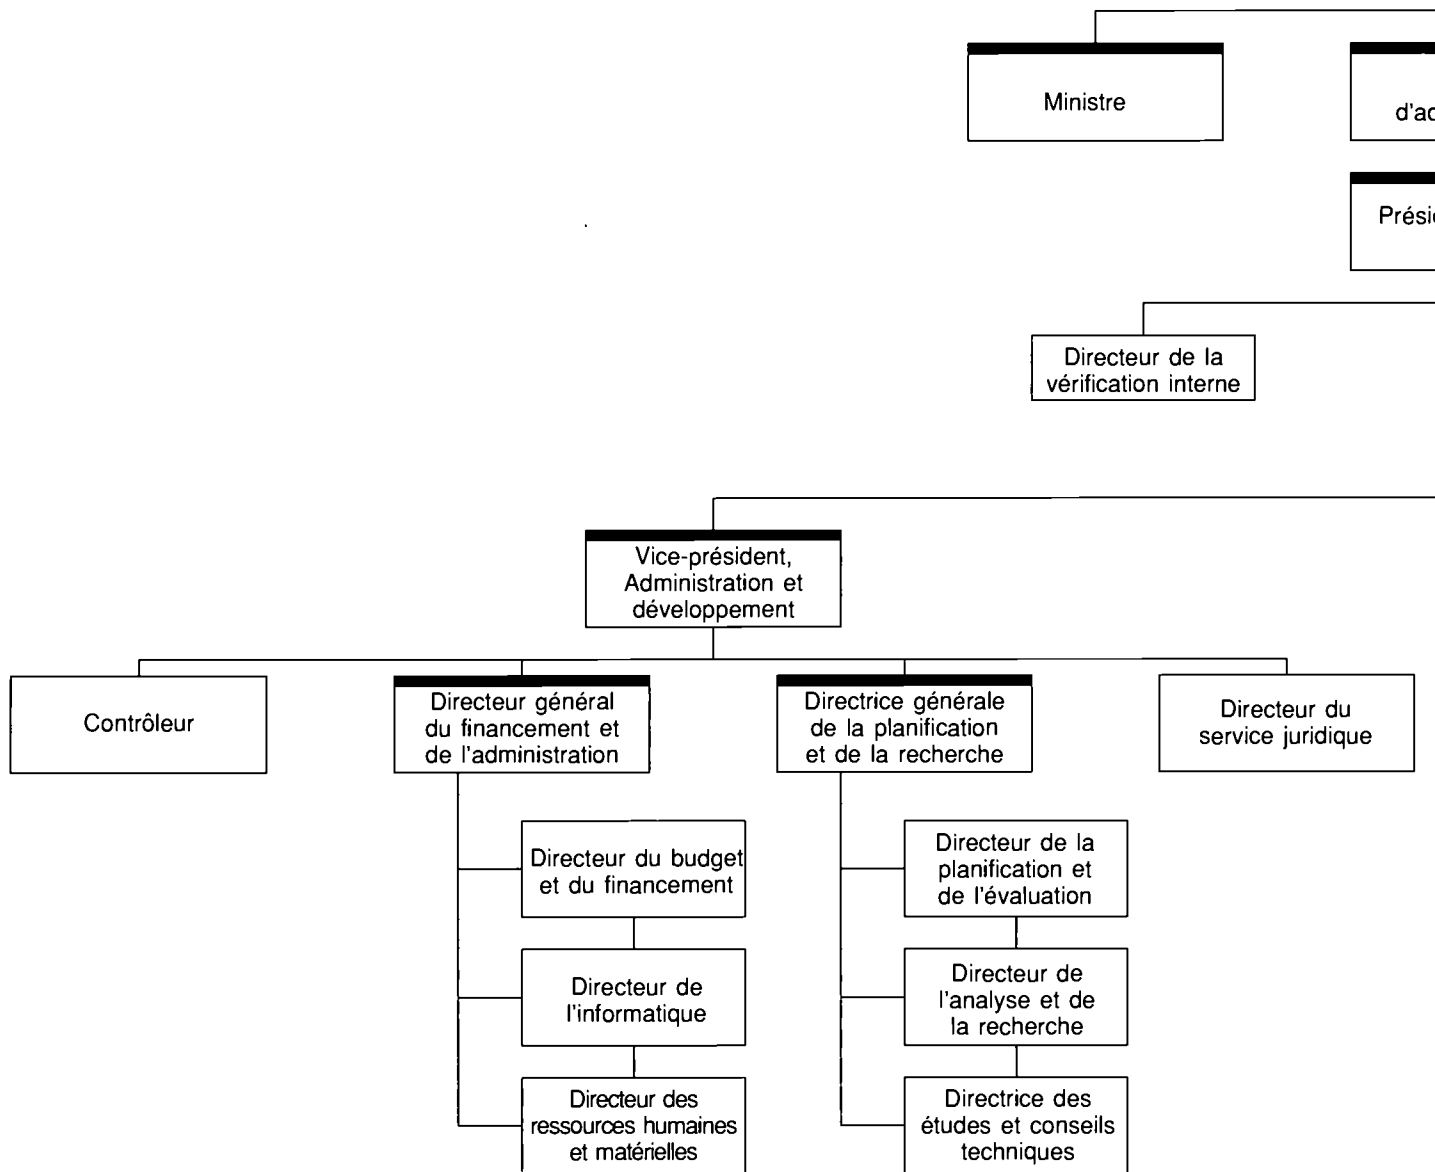 Ministre
Directeur de la
vérification interne
Vice-président,
Administration et
développement
Contrôleur
Directeur général
du financement et
de l'administration
Directrice générale
de la planification
et de la recherche
Directeur du
service juridique
Directeur du budget
et du financement
Directeur de la
planification et
de l'évaluation
Directeur de
l'informatique
Directeur de
l'analyse et de
la recherche
Directeur des
ressources humaines
et matérielles
Directrice des
études et conseils
techniques